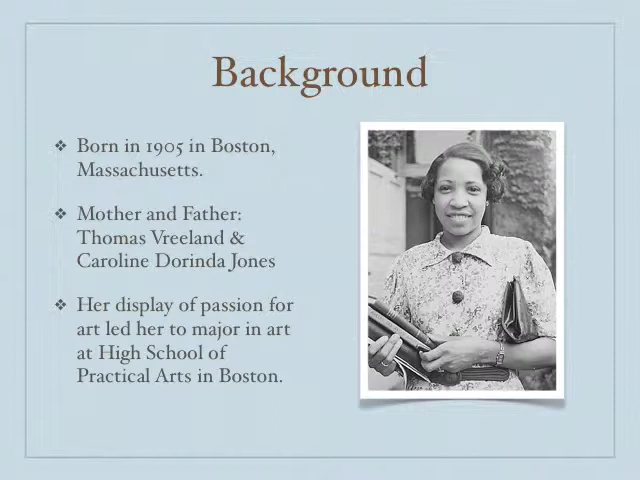 Background
❖ Born in 1905 in Boston,
Massachusetts.
❖ Mother and Father:
Thomas Vreeland &
Caroline Dorinda Jones
❖ Her display of passion for
art led her to major in art
at High School of
Practical Arts in Boston.